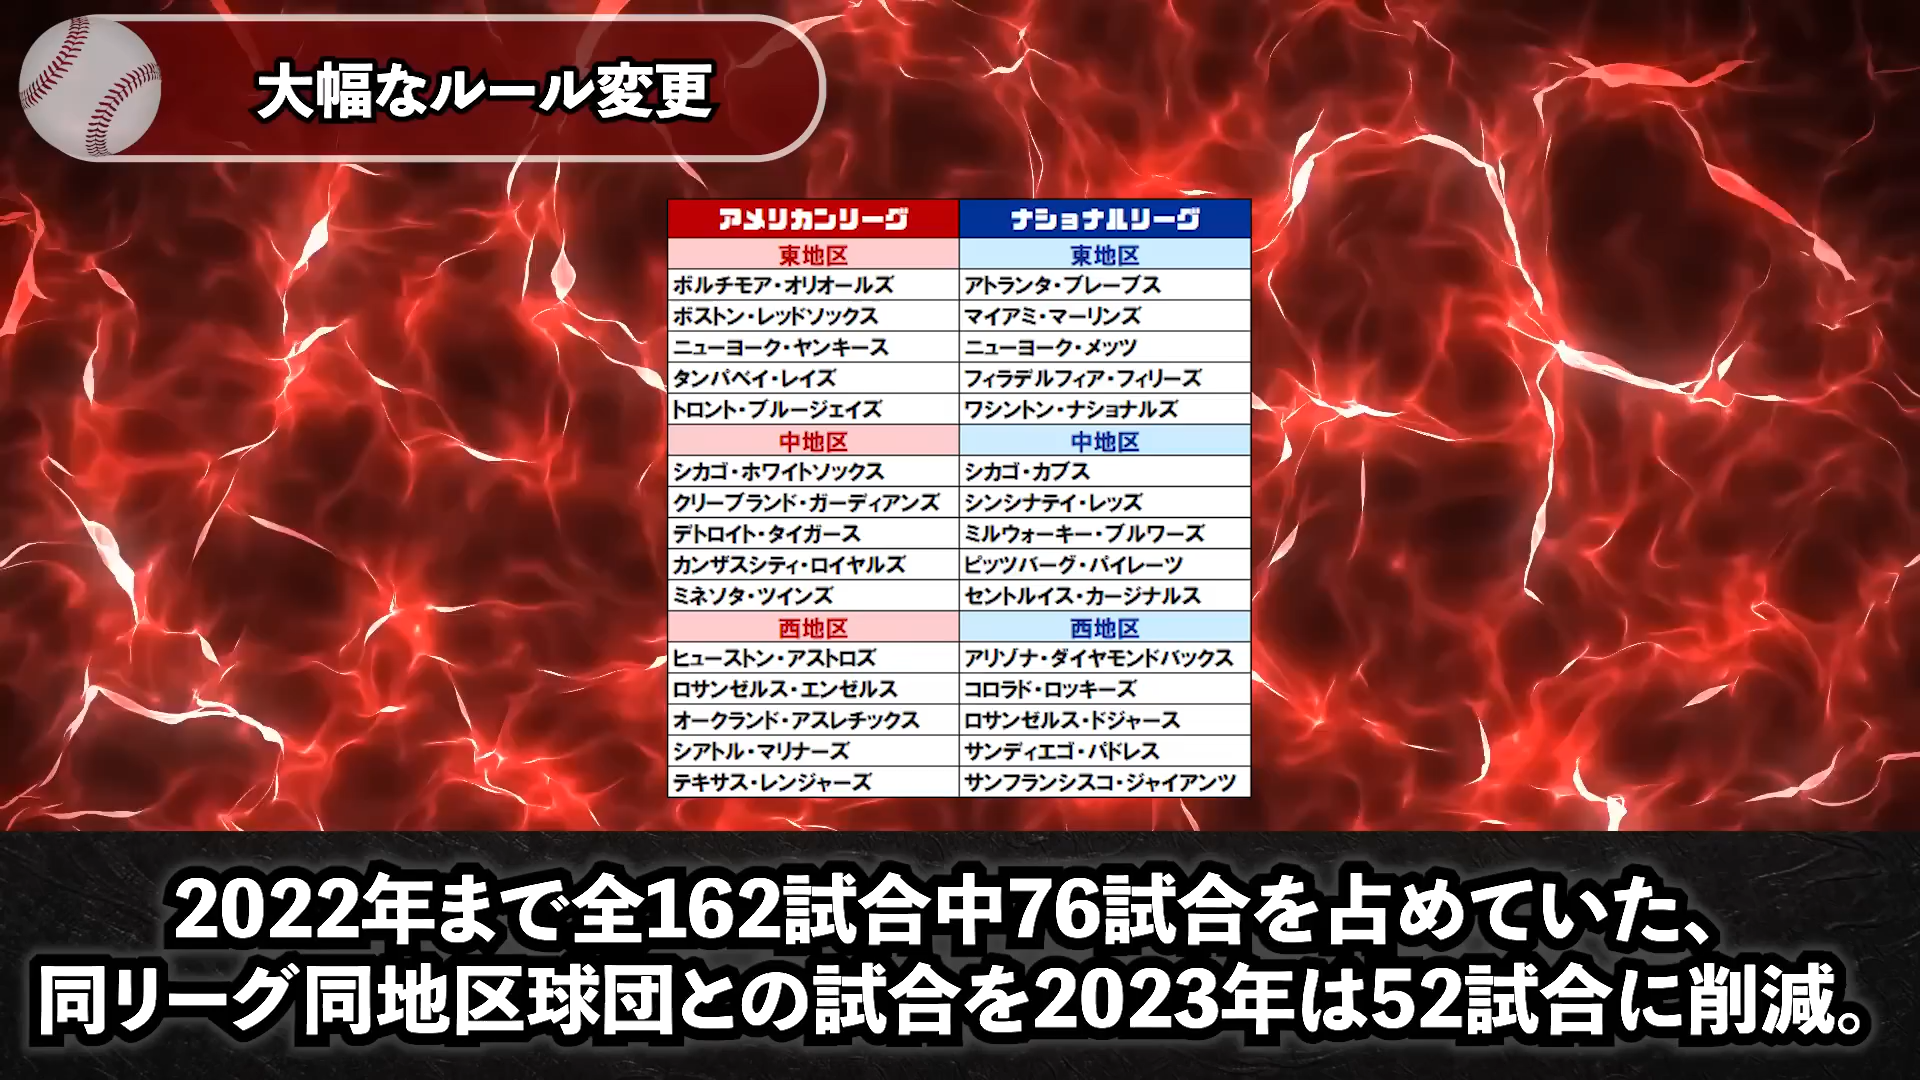 大幅なルール変更
アメリカンリーグ ナショナルリーグ
東地区 東地区
ボルチモア・オリオールズ アトランタ・ブレーブス
ボストン・レッドソックス マイアミ・マーリンズ
ニューヨーク・ヤンキース ニューヨーク・メッツ
タンパベイ・レイズ フィラデルフィア・フィリーズ
トロント・ブルージェイズ ワシントン・ナショナルズ
中地区 中地区
シカゴ・ホワイトソックス シカゴ・カブス
クリーブランド・ガーディアンズ シンシナテイ・レッズ
デトロイト・タイガース ミルウォーキー・ブルワーズ
カンザスシティ・ロイヤルズ ピッツバーグ・パイレーツ
ミネソタ・ツインズ セントルイス・カージナルス
西地区 西地区
ヒューストン・アストロズ アリゾナ・ダイヤモンドバックス
ロサンゼルス・エンゼルス コロラド・ロッキーズ
オークランド・アスレチックス ロサンゼルス・ドジャース
シアトル・マリナーズ サンディエゴ・パドレス
テキサス・レンジャーズ サンフランシスコ・ジャイアンツ
2022年まで全162試合中76試合を占めていた、
同リーグ同地区球団との試合を2023年は52試合に削減。